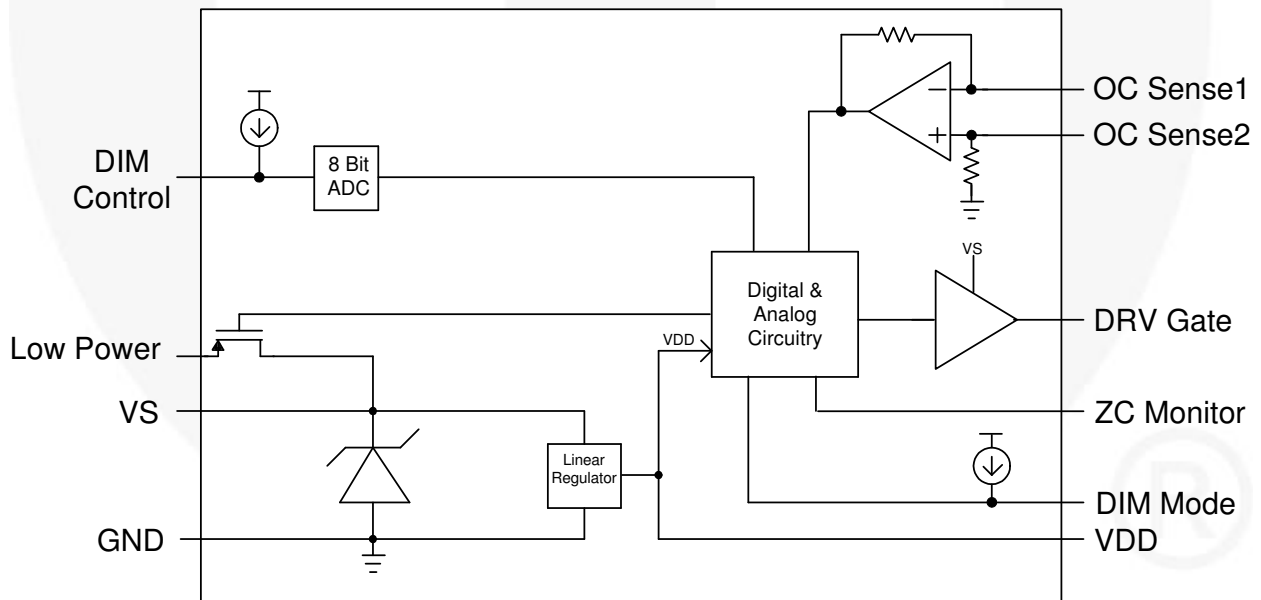 OC Sense1
OC Sense2
DIM
Control
8 Bit
ADC
VS
Digital &
Analog
Circuitry
DRV Gate
Low Power
VDD
VS
ZC Monitor
Linear
Regulator
DIM Mode
GND
VDD
−
+
®